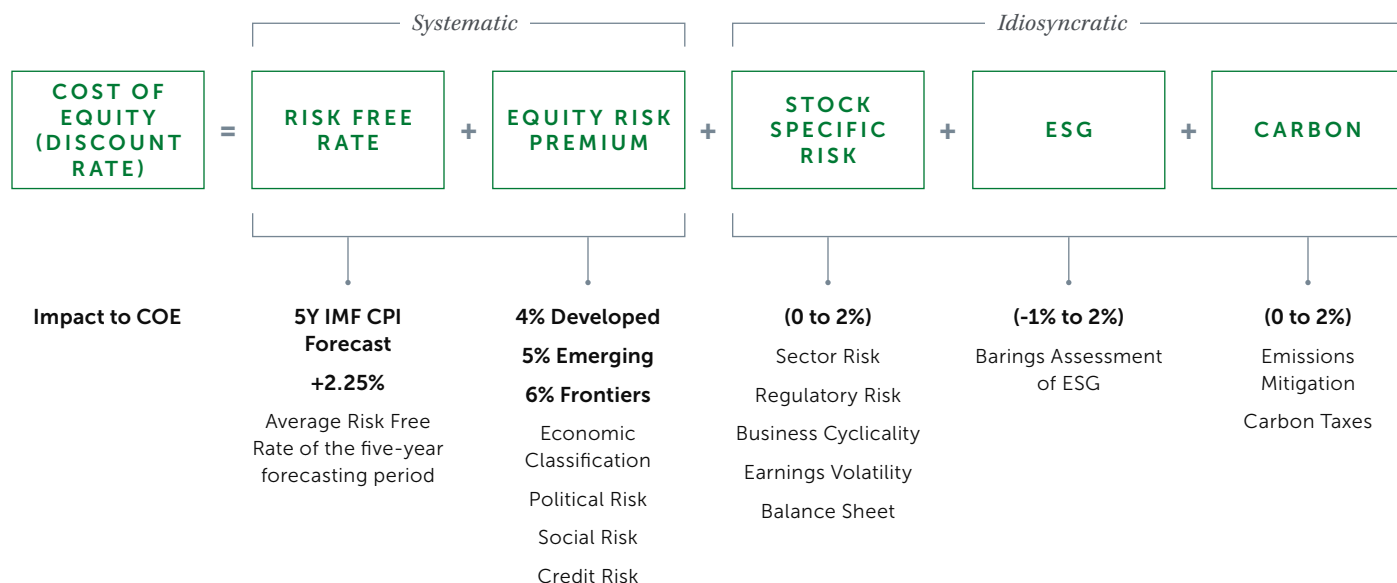 Systematic
Idiosyncratic
COST OF
EQUITY
(DISCOUNT
RATE)
=
RISK FREE
RATE
+
EQUITY RISK
PREMIUM
+
STOCK
SPECIFIC
RISK
+
ESG
+
CARBON
Impact to COE
5Y IMF CPI
Forecast
+2.25%
Average Risk Free
Rate of the five-year
forecasting period
4% Developed
5% Emerging
6% Frontiers
Economic
Classification
Political Risk
Social Risk
Credit Risk
(0 to 2%)
Sector Risk
Regulatory Risk
Business Cyclicality
Earnings Volatility
Balance Sheet
(-1% to 2%)
Barings Assessment
of ESG
(0 to 2%)
Emissions
Mitigation
Carbon Taxes